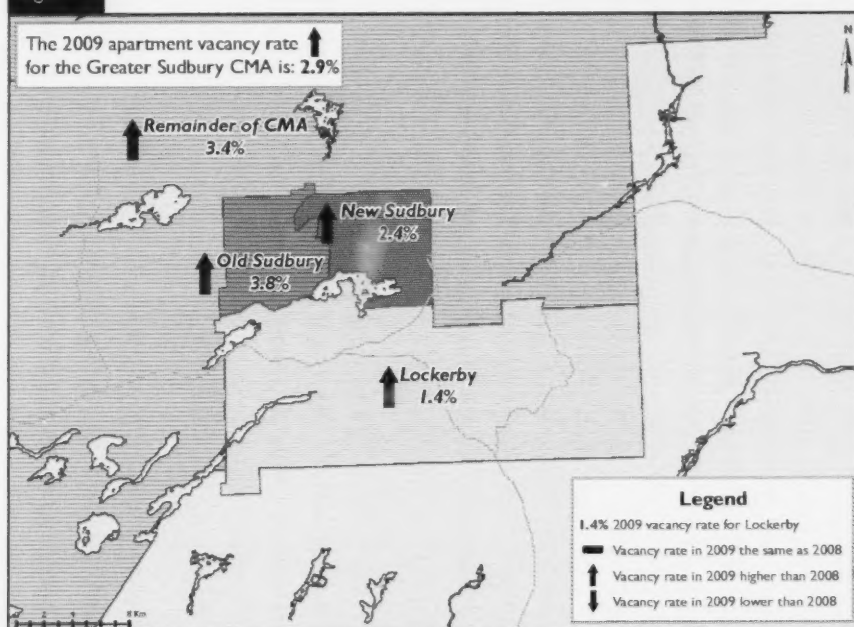 The 2009 apartment vacancy rate
for the Greater Sudbury CMA is: 2.9%
N
Remainder of CMA
3.4%
New Sudbury
2.4%
Old Sudbury
3.8%
Lockerby
1.4%
Legend
1.4% 2009 vacancy rate for Lockerby
Vacancy rate in 2009 the same as 2008
Vacancy rate in 2009 higher than 2008
Vacancy rate in 2009 lower than 2008
8 Km